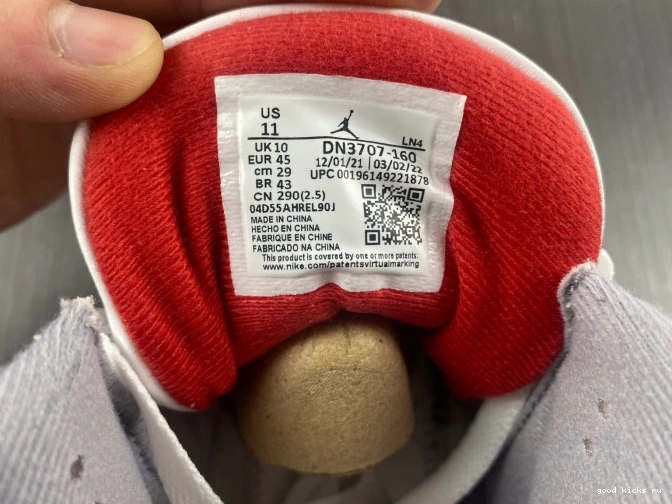 US
11
LN4
UK 10
DN3707-160
EUR 45
12/01/21 | 03/02/22
cm 29
UPC 00196149221878
BR 43
CN 290(2.5)
04D55AHREL90J
MADE IN CHINA
HECHO EN CHINA
FABRIQUE EN CHINE
FABRICADO NA CHINA
This product is covered by one or more patents:
www.nike.com/patentsvirtualmarking
good kicks ru